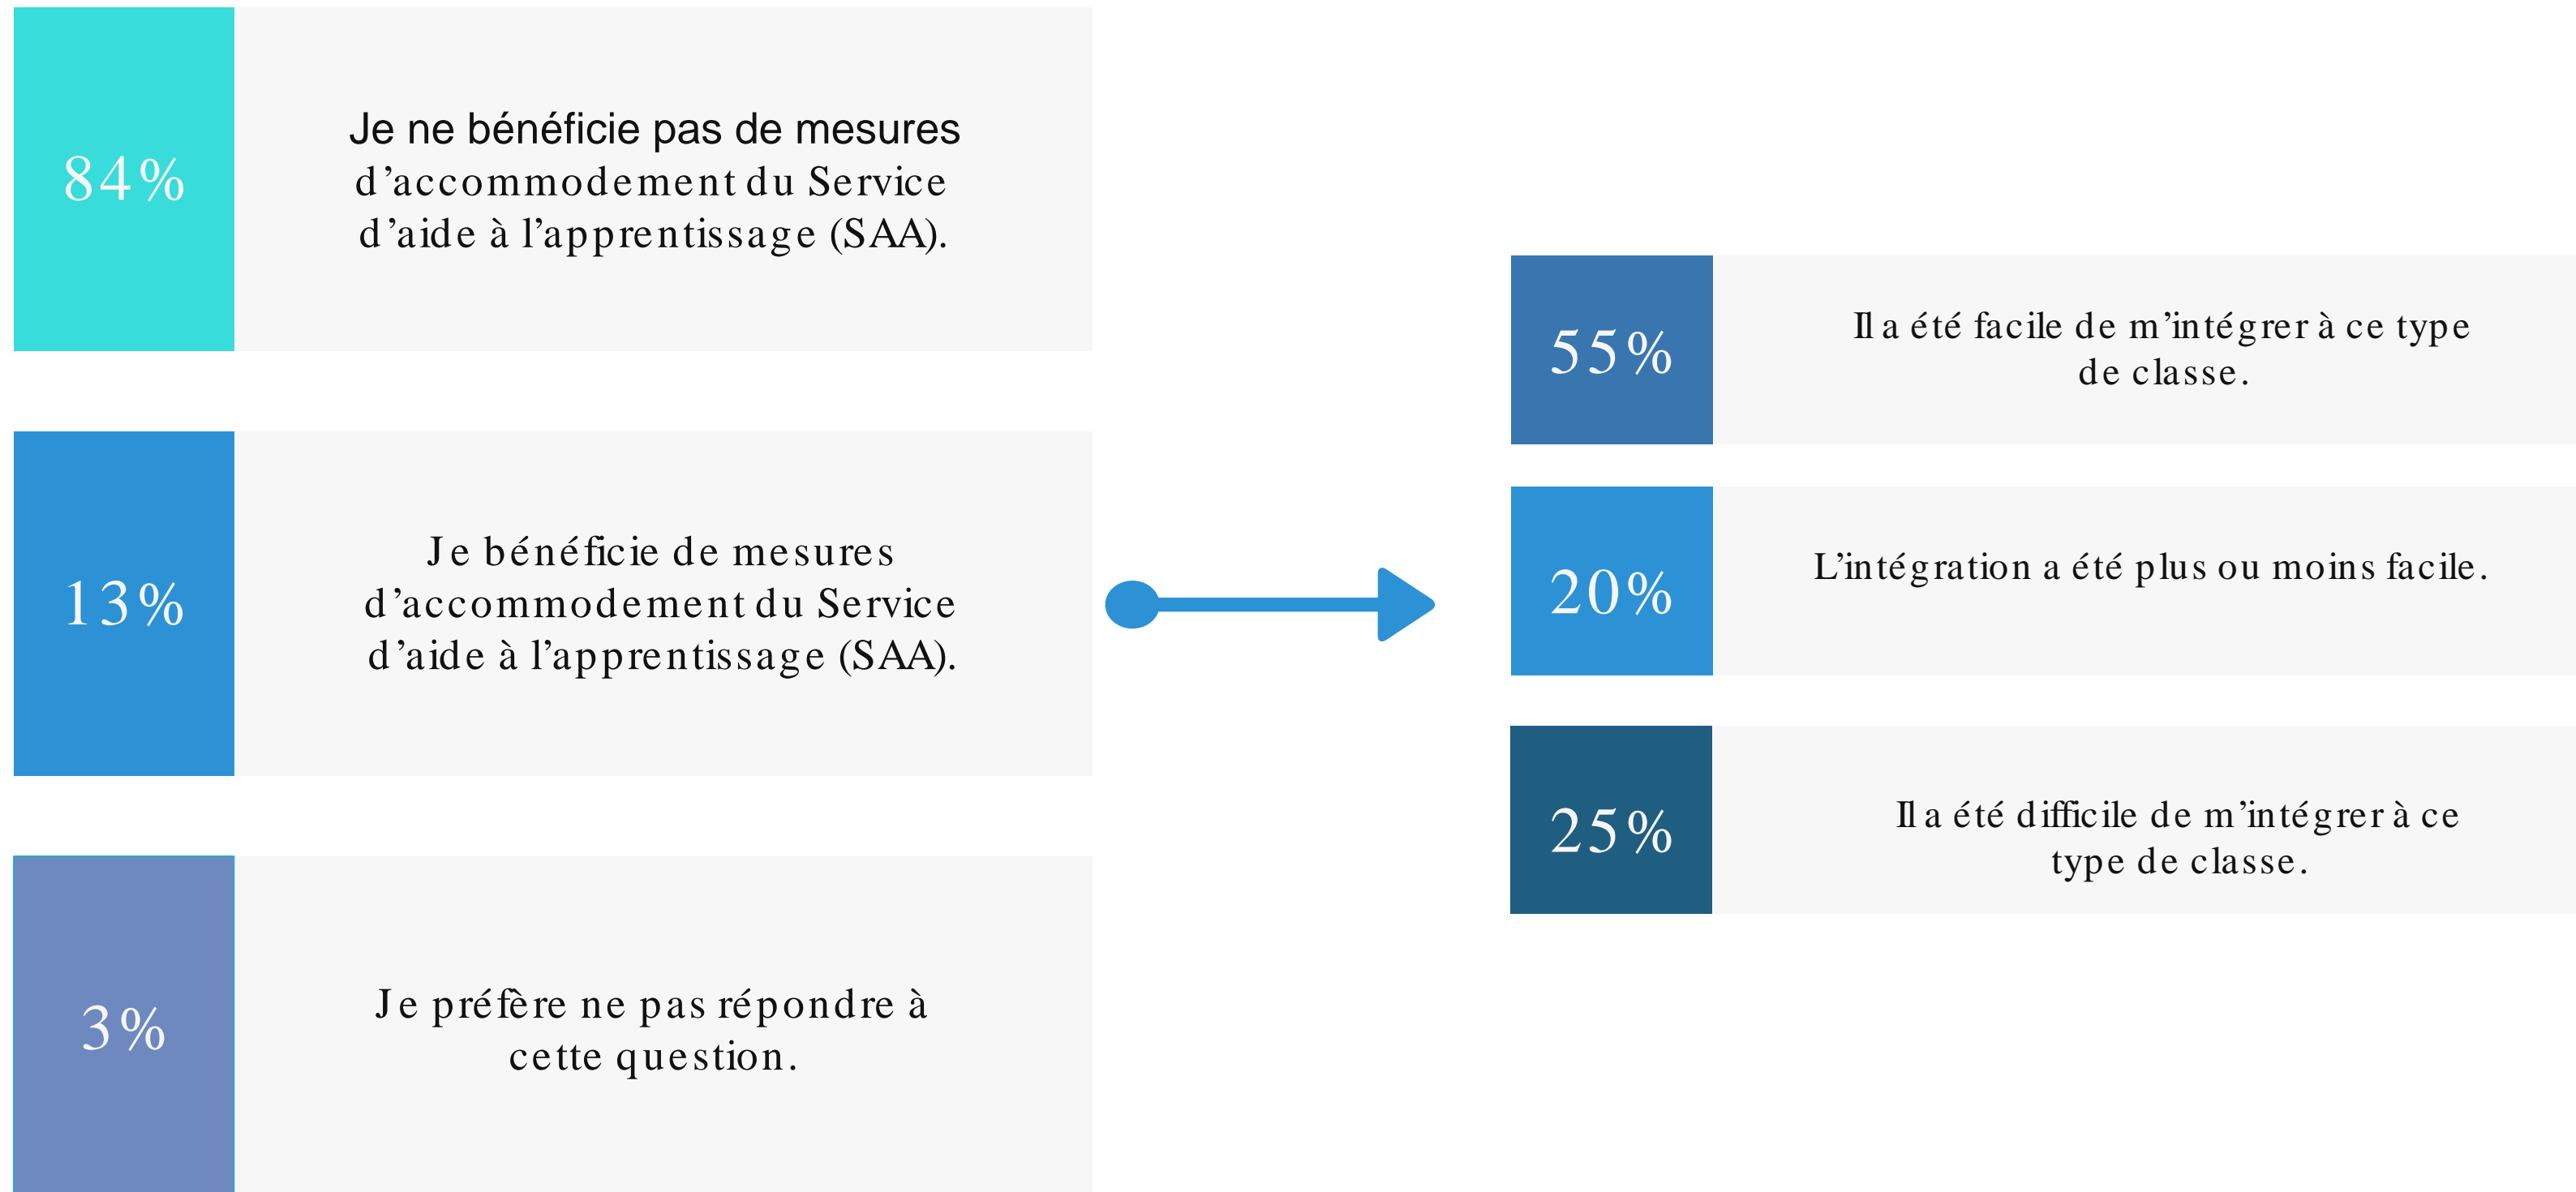 84%
Je ne bénéficie pas de mesures
d’accommodement du Service
d’aide à l’apprentissage (SAA).
13%
Je bénéficie de mesures
d’accommodement du Service
d’aide à l’apprentissage (SAA).
3%
Je préfère ne pas répondre à
cette question.
55%
Il a été facile de m’intégrer à ce type
de classe.
20%
L’intégration a été plus ou moins facile.
25%
Il a été difficile de m’intégrer à ce
type de classe.